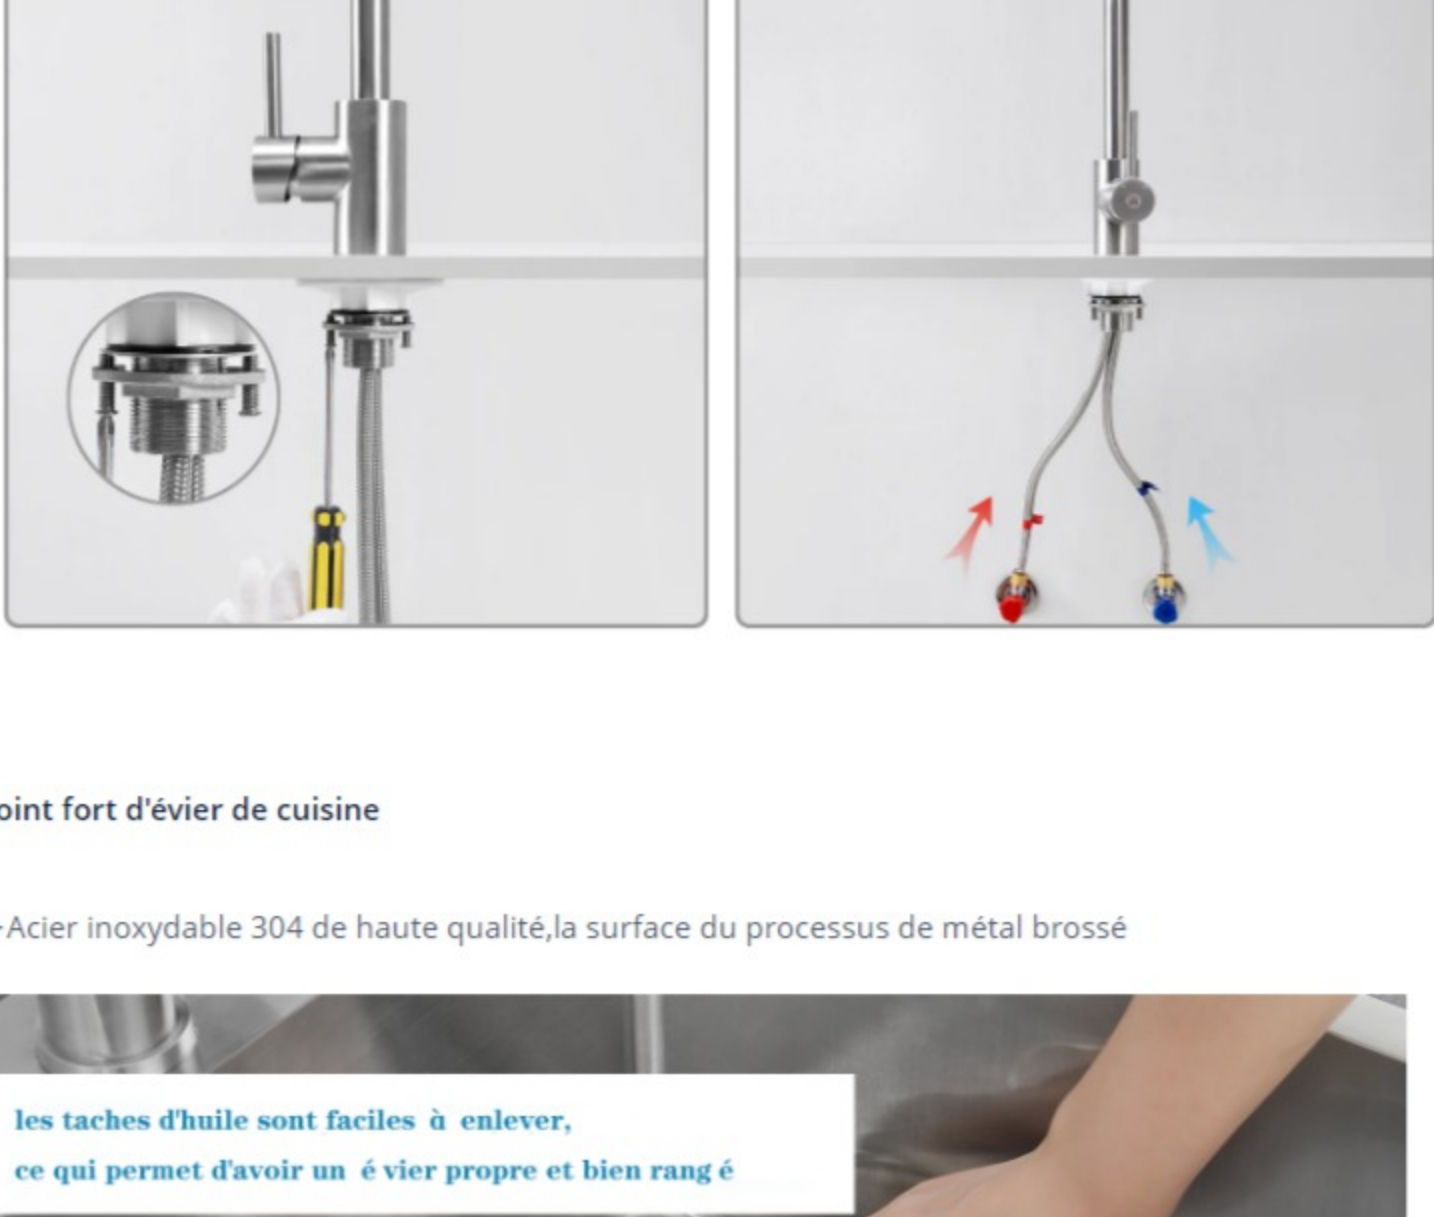 oint fort d'évier de cuisine
Acier inoxydable 304 de haute qualité,la surface du processus de métal brossé
les taches d'huile sont faciles à enlever,
ce qui permet d'avoir un é vier propre et bien rang é